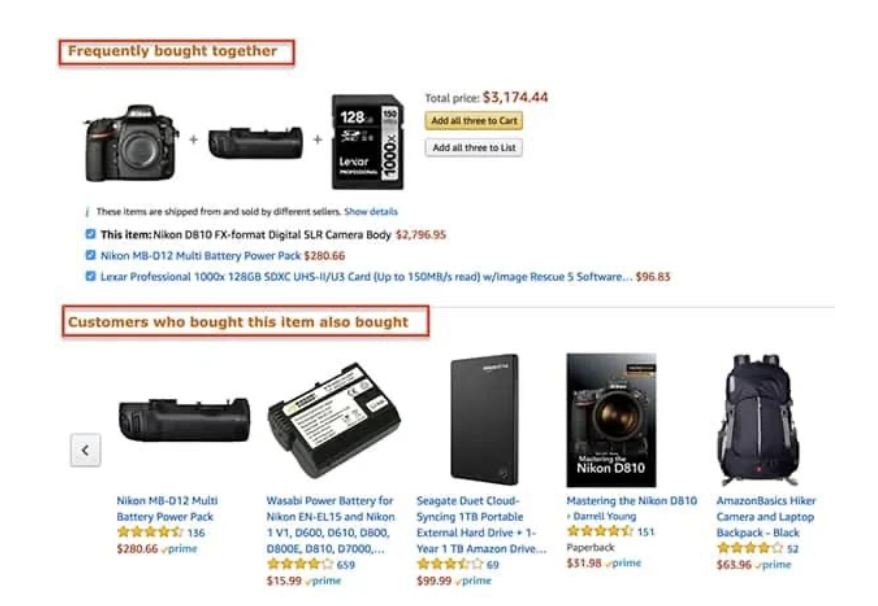 Frequently bought together
128
150
Lexar
PROFESSIONAL
1000x
Total price: $3,174.44
Add all three to Cart
Add all three to List
i These items are shipped from and sold by different sellers. Show details
This item: Nikon D810 FX-format Digital SLR Camera Body $2,796.95
Nikon MB-D12 Multi Battery Power Pack $280.66
Lexar Professional 1000x 128GB SDXC UHS-II/U3 Card (Up to 150MB/s read) w/Image Rescue 5 Software... $96.83
Customers who bought this item also bought
Mastering the
Nikon D810
Nikon MB-D12 Multi
Battery Power Pack
136
$280.66 prime
Wasabi Power Battery for
Nikon EN-EL15 and Nikon
1 V1, D600, D610, D800,
D800E, D810, D7000,...
659
$15.99 prime
Seagate Duet Cloud-
Syncing 1TB Portable
External Hard Drive + 1-
Year 1 TB Amazon Drive...
69
$99.99 prime
Mastering the Nikon D810
› Darrell Young
151
Paperback
$31.98 prime
AmazonBasics Hiker
Camera and Laptop
Backpack - Black
52
$63.96 prime